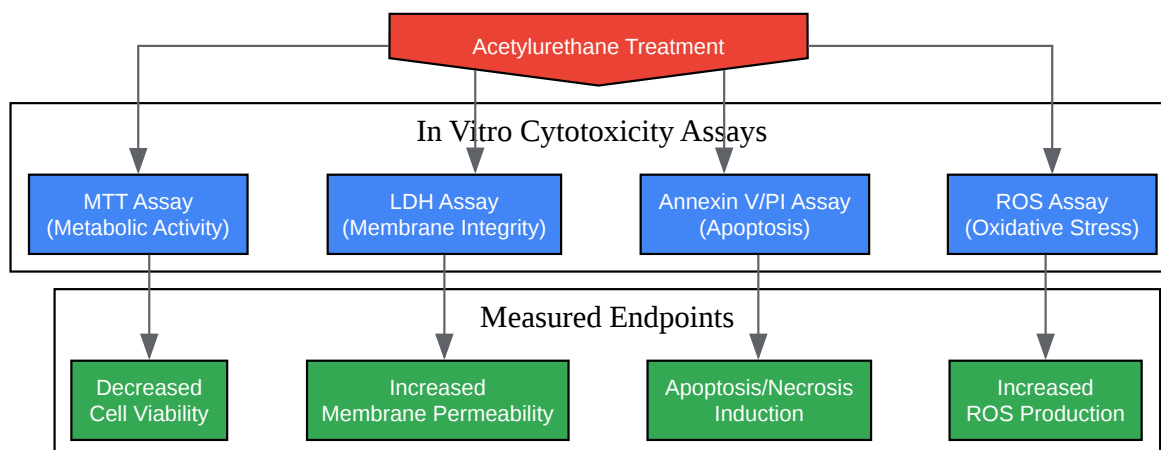 Acetylurethane Treatment
In Vitro Cytotoxicity Assays
MTT Assay
(Metabolic Activity)
LDH Assay
(Membrane Integrity)
Annexin V/PI Assay
(Apoptosis)
ROS Assay
(Oxidative Stress)
Measured Endpoints
Decreased
Cell Viability
Increased
Membrane Permeability
Apoptosis/Necrosis
Induction
Increased
ROS Production